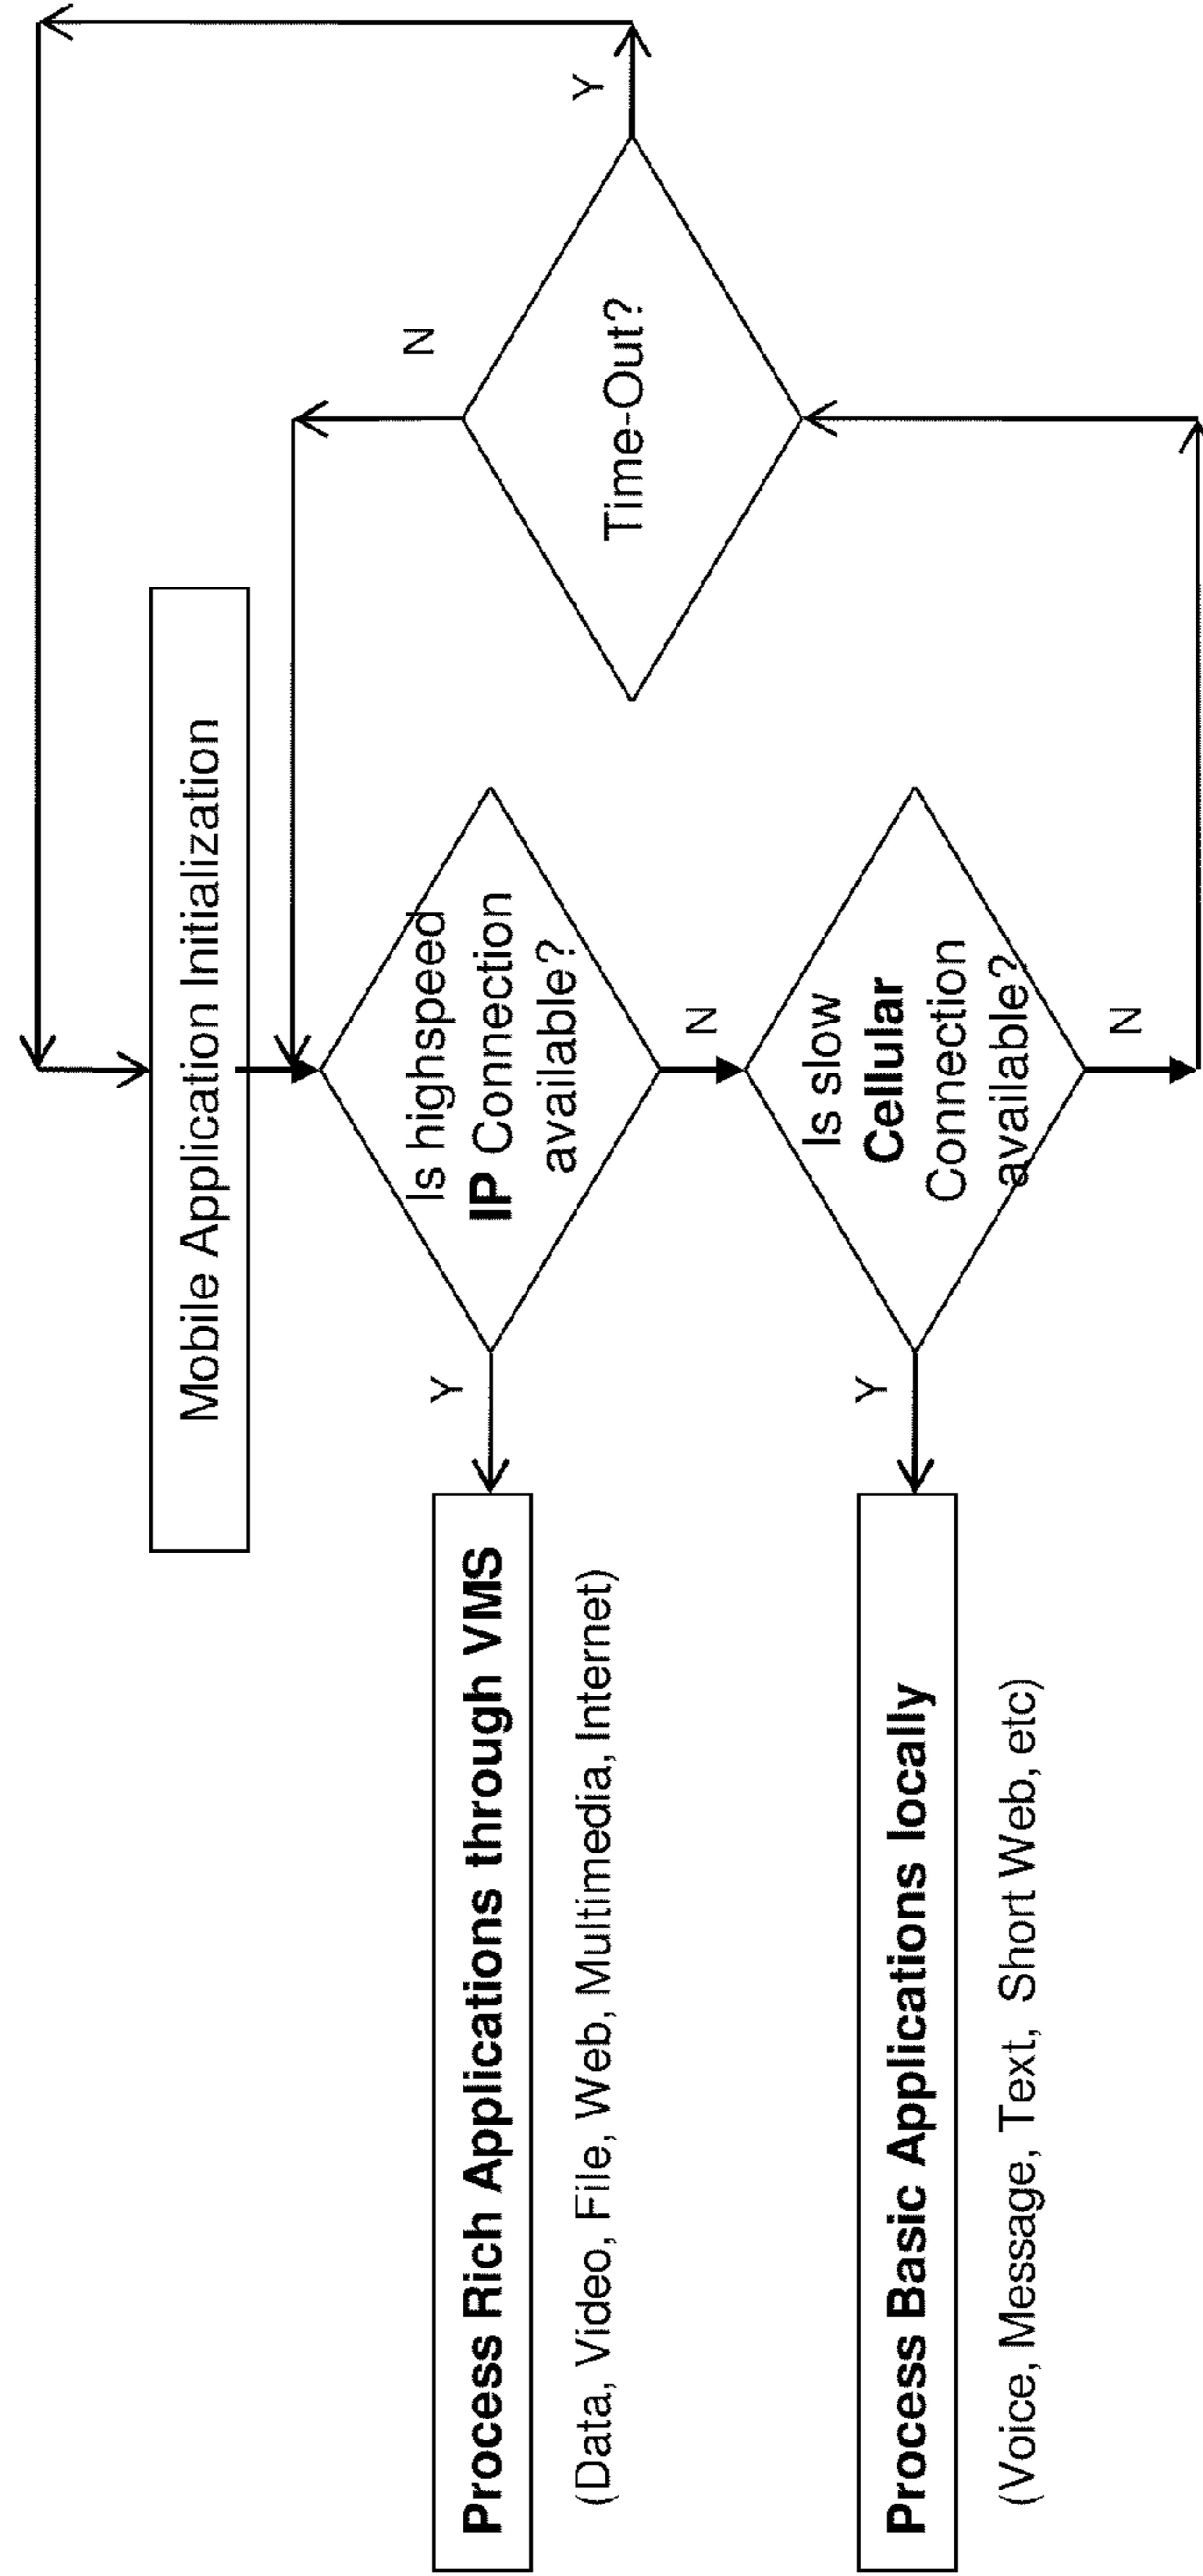 Mobile Application Initialization
Is highspeed
IP Connection
available?
Y
N
Process Rich Applications through VMS
(Data, Video, File, Web, Multimedia, Internet)
Is slow
Cellular
Connection
available?
Y
N
Process Basic Applications locally
(Voice, Message, Text, Short Web, etc)
Time-Out?
N
Y